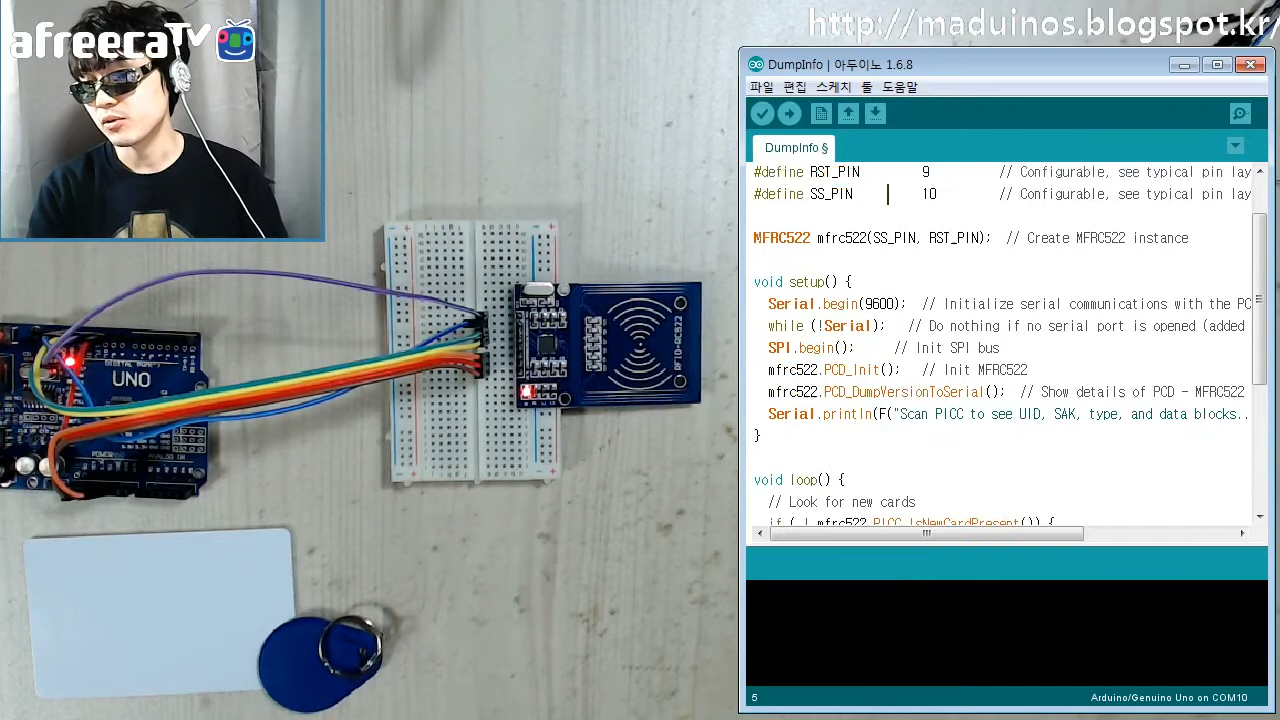 afreecaTV
http://maduinos.blogspot.kr/
DumpInfo | 아두이노 1.6.8
파일 편집 스케치 툴 도움말
DumpInfo §
#define RST_PIN 9 // Configurable, see typical pin lay
#define SS_PIN 10 // Configurable, see typical pin lay
MFRC522 mfrc522(SS_PIN, RST_PIN); // Create MFRC522 instance
void setup() {
Serial.begin(9600); // Initialize serial communications with the PC
while (!Serial); // Do nothing if no serial port is opened (added
SPI.begin(); // Init SPI bus
mfrc522.PCD_Init(); // Init MFRC522
mfrc522.PCD_DumpVersionToSerial(); // Show details of PCD - MFRC522
Serial.println(F("Scan PICC to see UID, SAK, type, and data blocks..
}
void loop() {
// Look for new cards
if ( ! mfrc522.PICC_IsNewCardPresent()) {
5
Arduino/Genuino Uno on COM10
UNO
RFID-RC522